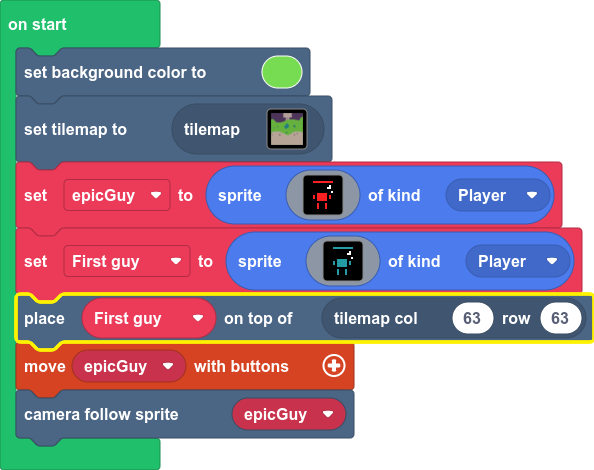 on start
set background color to
set tilemap to tilemap
set epicGuy to sprite of kind Player
set First guy to sprite of kind Player
place First guy on top of tilemap col 63 row 63
move epicGuy with buttons
camera follow sprite epicGuy